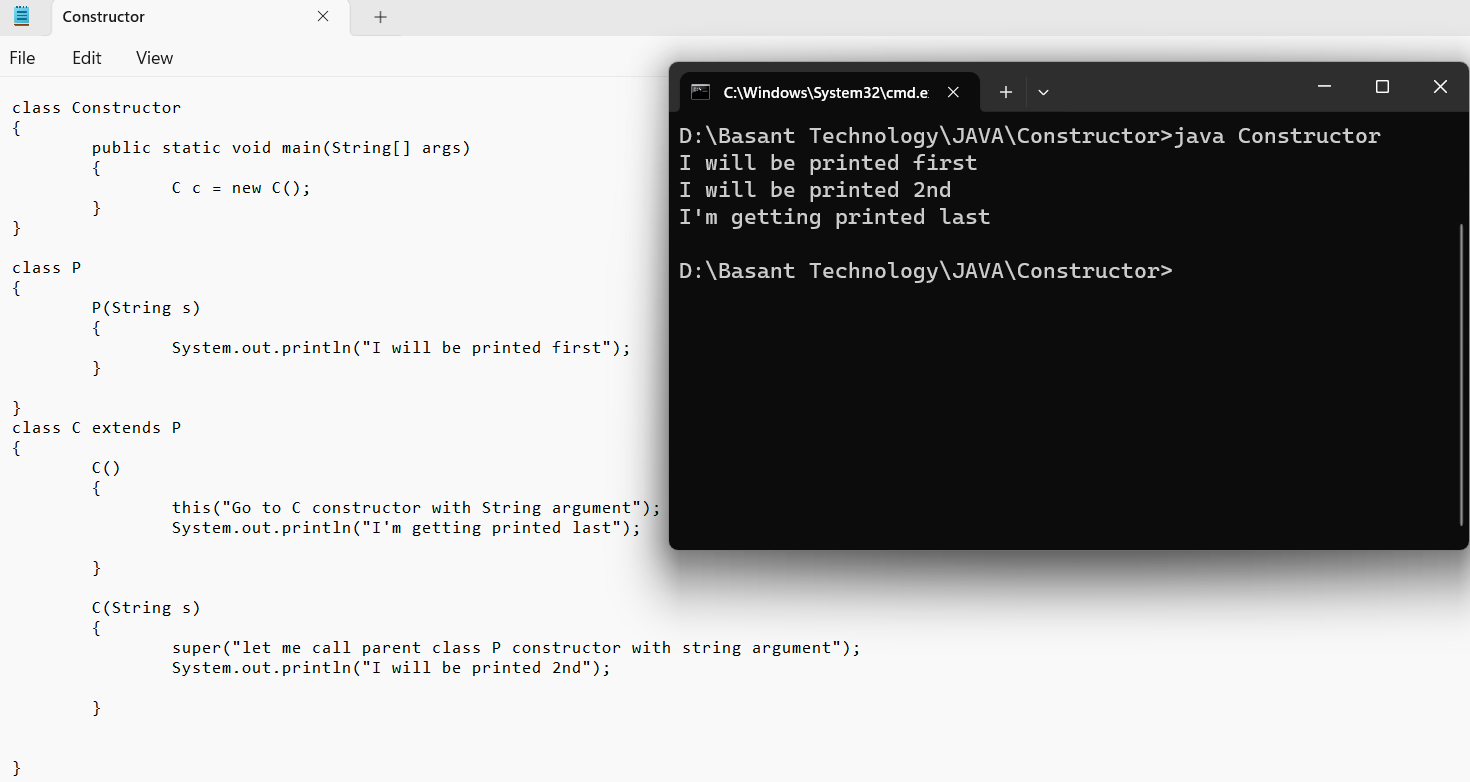 Constructor
File Edit View
class Constructor
{
public static void main(String[] args)
{
C c = new C();
}
}
class P
{
P(String s)
{
System.out.println("I will be printed first");
}
}
class C extends P
{
C()
{
this("Go to C constructor with String argument");
System.out.println("I'm getting printed last");
}
C(String s)
{
super("let me call parent class P constructor with string argument");
System.out.println("I will be printed 2nd");
}
}
C:\Windows\System32\cmd.e
D:\Basant Technology\JAVA\Constructor>java Constructor
I will be printed first
I will be printed 2nd
I'm getting printed last
D:\Basant Technology\JAVA\Constructor>